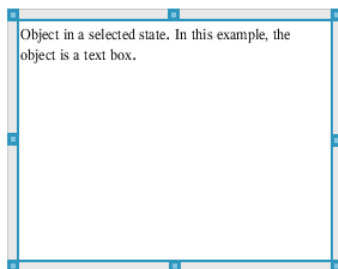 Object in a selected state. In this example, the
object is a text box.